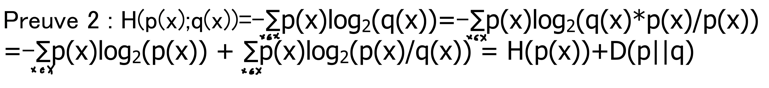 Preuve 2 : H(p(x);q(x))=-∑p(x)log₂(q(x))=-∑p(x)log₂(q(x)*p(x)/p(x))
x∈X x∈X
=-∑p(x)log₂(p(x)) + ∑p(x)log₂(p(x)/q(x)) = H(p(x))+D(p||q)
x∈X x∈X